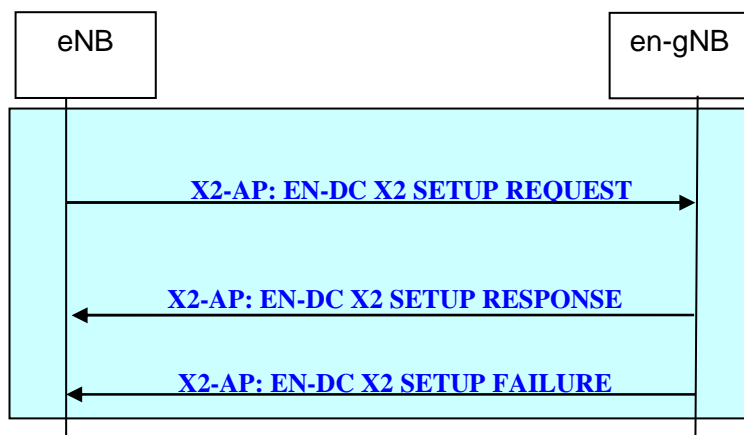 eNB
en-gNB
X2-AP: EN-DC X2 SETUP REQUEST
X2-AP: EN-DC X2 SETUP RESPONSE
X2-AP: EN-DC X2 SETUP FAILURE